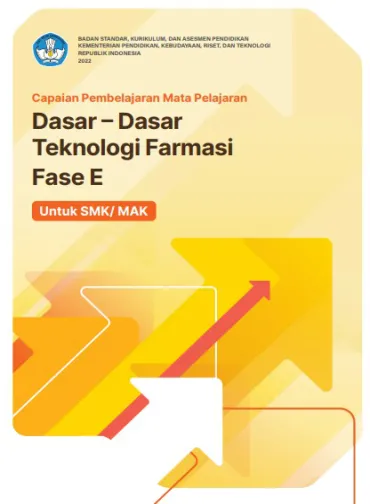 BADAN STANDAR, KURIKULUM, DAN ASESMEN PENDIDIKAN
KEMENTERIAN PENDIDIKAN, KEBUDAYAAN, RISET, DAN TEKNOLOGI
REPUBLIK INDONESIA
2022
Capaian Pembelajaran Mata Pelajaran
Dasar – Dasar
Teknologi Farmasi
Fase E
Untuk SMK/ MAK